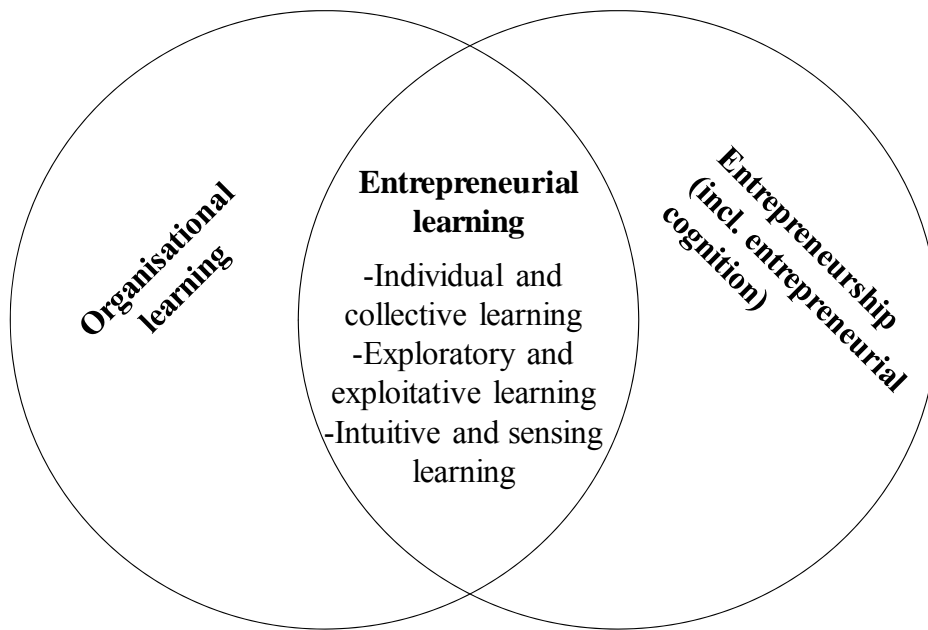 Organisational
learning
Entrepreneurial
learning
-Individual and
collective learning
-Exploratory and
exploitative learning
-Intuitive and sensing
learning
Entrepreneurship
(incl. entrepreneurial
cognition)